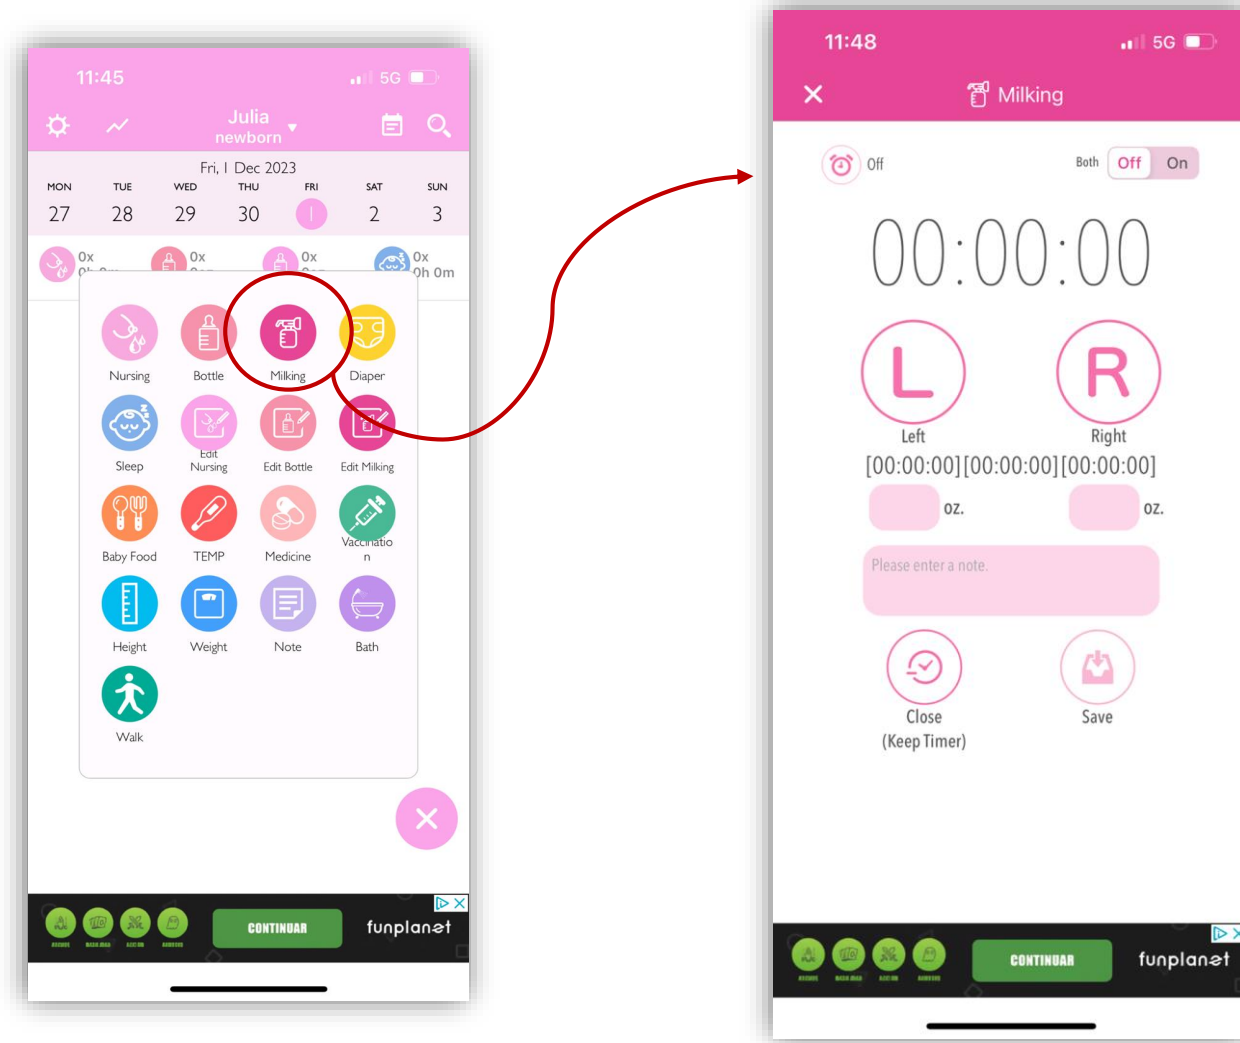 11:45
5G
Julia
newborn
Fri, 1 Dec 2023
MON TUE WED THU FRI SAT SUN
27 28 29 30 1 2 3
0x 0x 0x 0x
0h 0m
Nursing Bottle Milking Diaper
Sleep Edit Nursing Edit Bottle Edit Milking
Baby Food TEMP Medicine Vaccinatio
n
Height Weight Note Bath
Walk
CONTINUAR
funplanet
11:48
5G
Milking
Off
Both Off On
00:00:00
L R
Left Right
[00:00:00][00:00:00][00:00:00]
oz. oz.
Please enter a note.
Close
(Keep Timer)
Save
CONTINUAR
funplanet